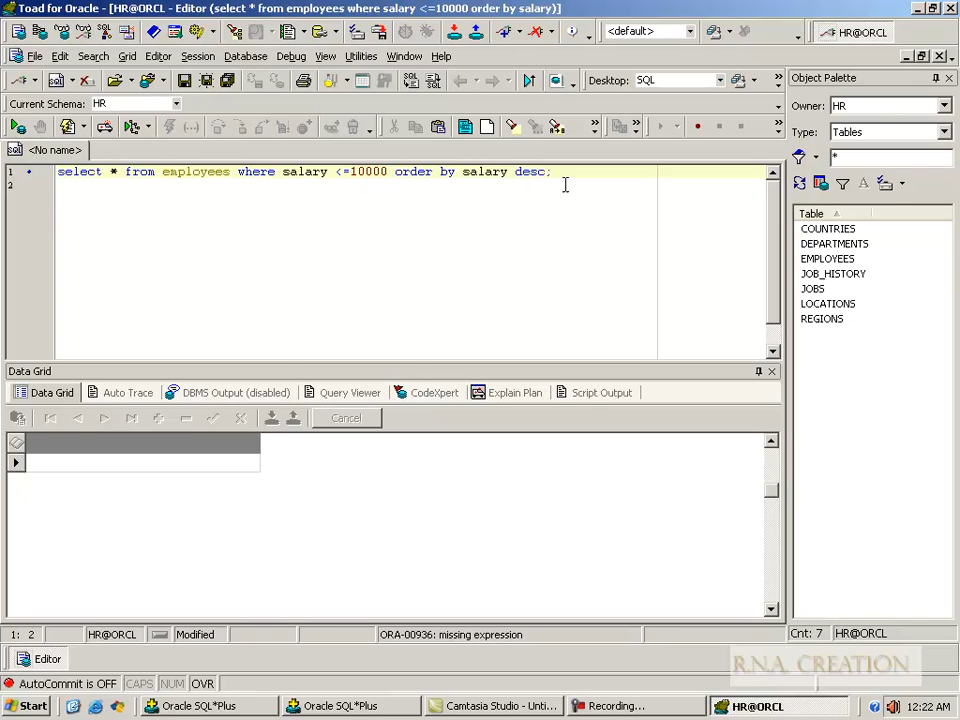 Toad for Oracle - [HR@ORCL - Editor (select * from employees where salary <=10000 order by salary)]
<default>
HR@ORCL
File Edit Search Grid Editor Session Database Debug View Utilities Window Help
SQL
Desktop: SQL
Object Palette
Current Schema: HR
Owner: HR
Type: Tables
<No name>
*
1 select * from employees where salary <=10000 order by salary desc;
2
Table
COUNTRIES
DEPARTMENTS
EMPLOYEES
JOB_HISTORY
JOBS
LOCATIONS
REGIONS
Data Grid
Data Grid Auto Trace DBMS Output (disabled) Query Viewer CodeXpert Explain Plan Script Output
Cancel
1: 2 HR@ORCL Modified ORA-00936: missing expression
Cnt: 7 HR@ORCL
Editor
R.N.A. CREATION
AutoCommit is OFF CAPS NUM OVR
Start Oracle SQL*Plus Oracle SQL*Plus Camtasia Studio - Unti... Recording... HR@ORCL 12:22 AM